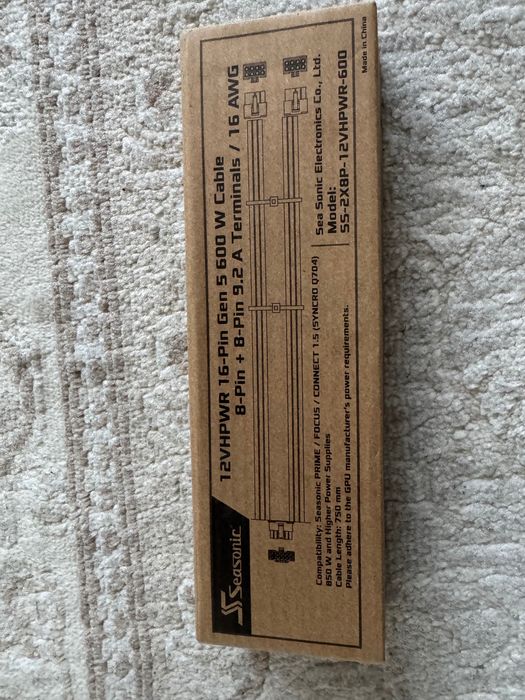 Seasonic
12VHPWR 16-Pin Gen 5 600 W Cable
8-Pin + 8-Pin 9.2 A Terminals / 16 AWG
Compatibility: Seasonic PRIME / FOCUS / CONNECT 1.5 (SYNCRO Q704)
850 W and Higher Power Supplies
Cable Length: 750 mm
Please adhere to the GPU manufacturer's power requirements.
Sea Sonic Electronics Co., Ltd.
Model:
SS-2X8P-12VHPWR-600
Made in China